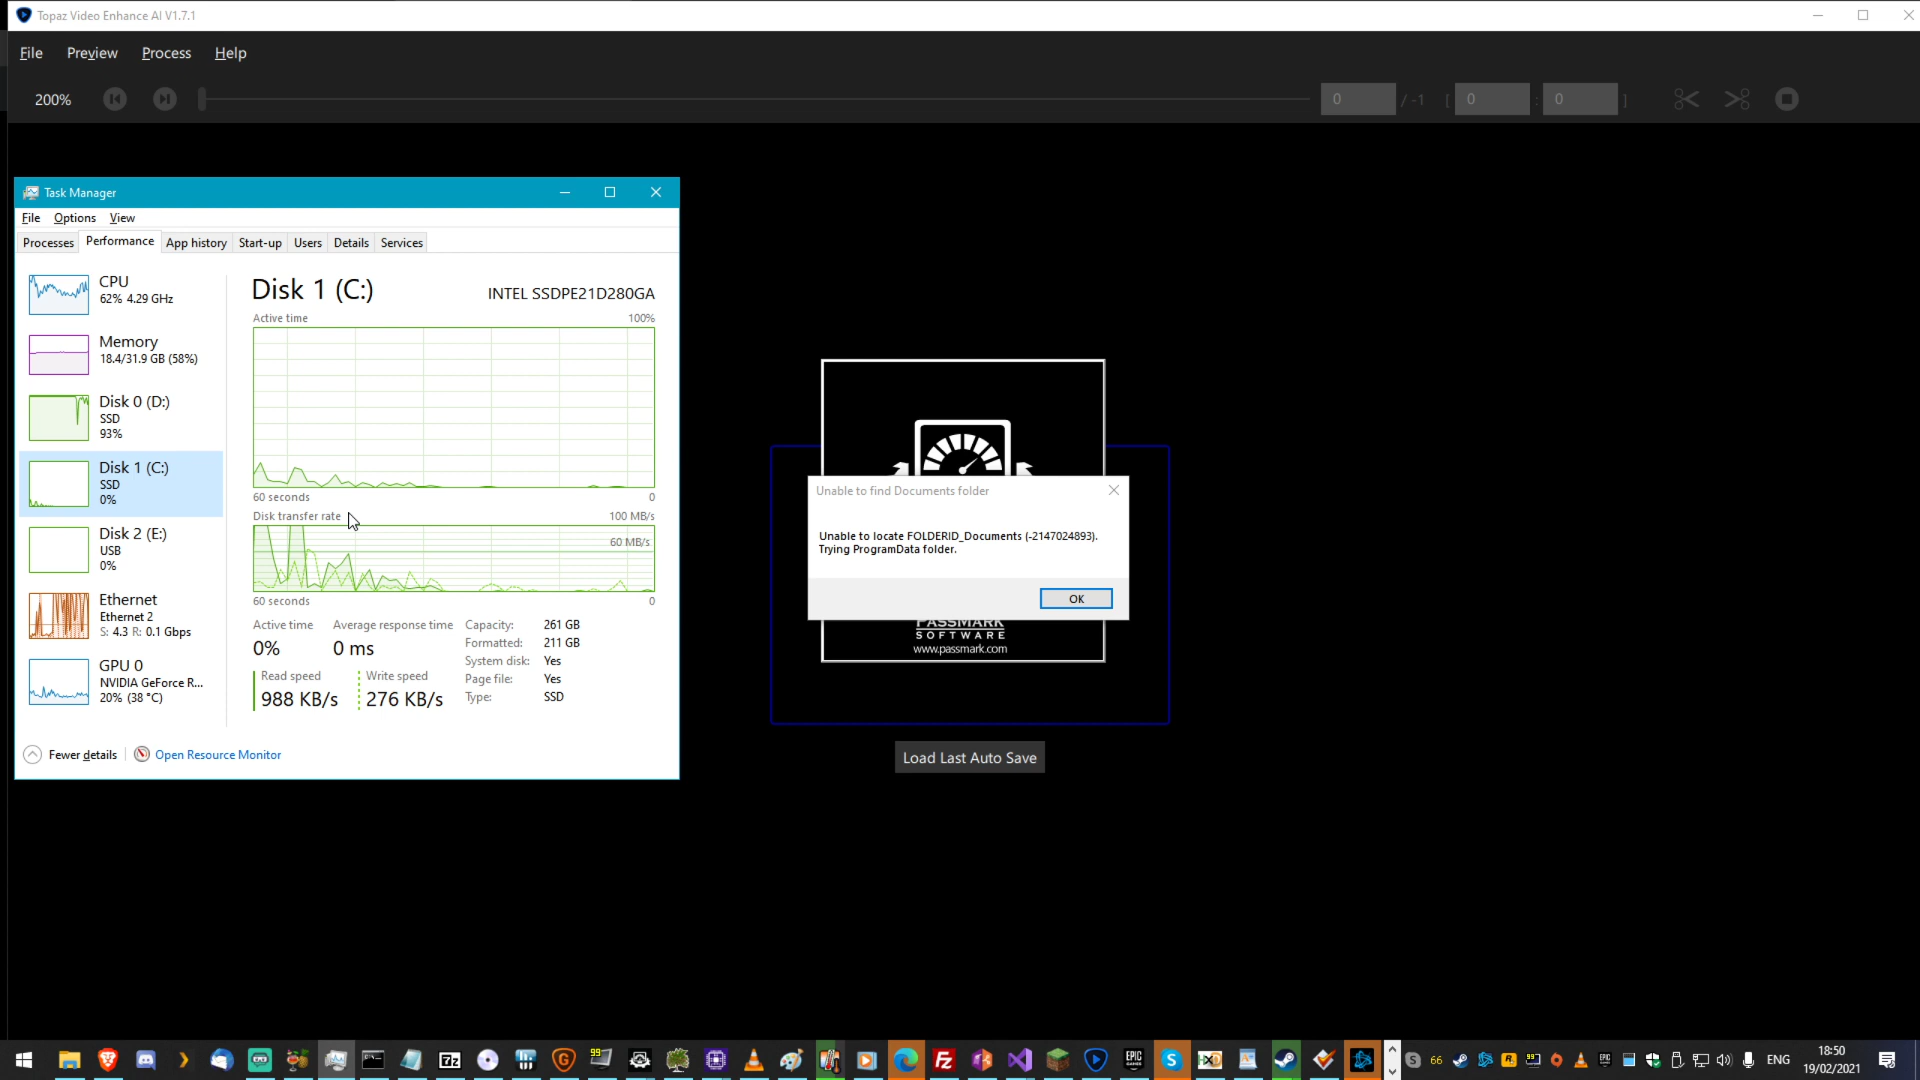 Topaz Video Enhance AI V1.7.1
File Preview Process Help
200%
0 / -1 [ 0 : 0 ]
Task Manager
File Options View
Processes Performance App history Start-up Users Details Services
CPU
62% 4.29 GHz
Memory
18.4/31.9 GB (58%)
Disk 0 (D:)
SSD
93%
Disk 1 (C:)
SSD
0%
Disk 2 (E:)
USB
0%
Ethernet
Ethernet 2
S: 4.3 R: 0.1 Gbps
GPU 0
NVIDIA GeForce R...
20% (38 °C)
Disk 1 (C:) INTEL SSDPE21D280GA
Active time 100%
60 seconds 0
Disk transfer rate 100 MB/s
60 MB/s
60 seconds 0
Active time Average response time
0% 0 ms
Read speed Write speed
988 KB/s 276 KB/s
Capacity: 261 GB
Formatted: 211 GB
System disk: Yes
Page file: Yes
Type: SSD
Fewer details Open Resource Monitor
Unable to find Documents folder
Unable to locate FOLDERID_Documents (-2147024893).
Trying ProgramData folder.
OK
PASSMARK
SOFTWARE
www.passmark.com
Load Last Auto Save
7z
99
EPIC
GAMES
66
ENG
18:50
19/02/2021